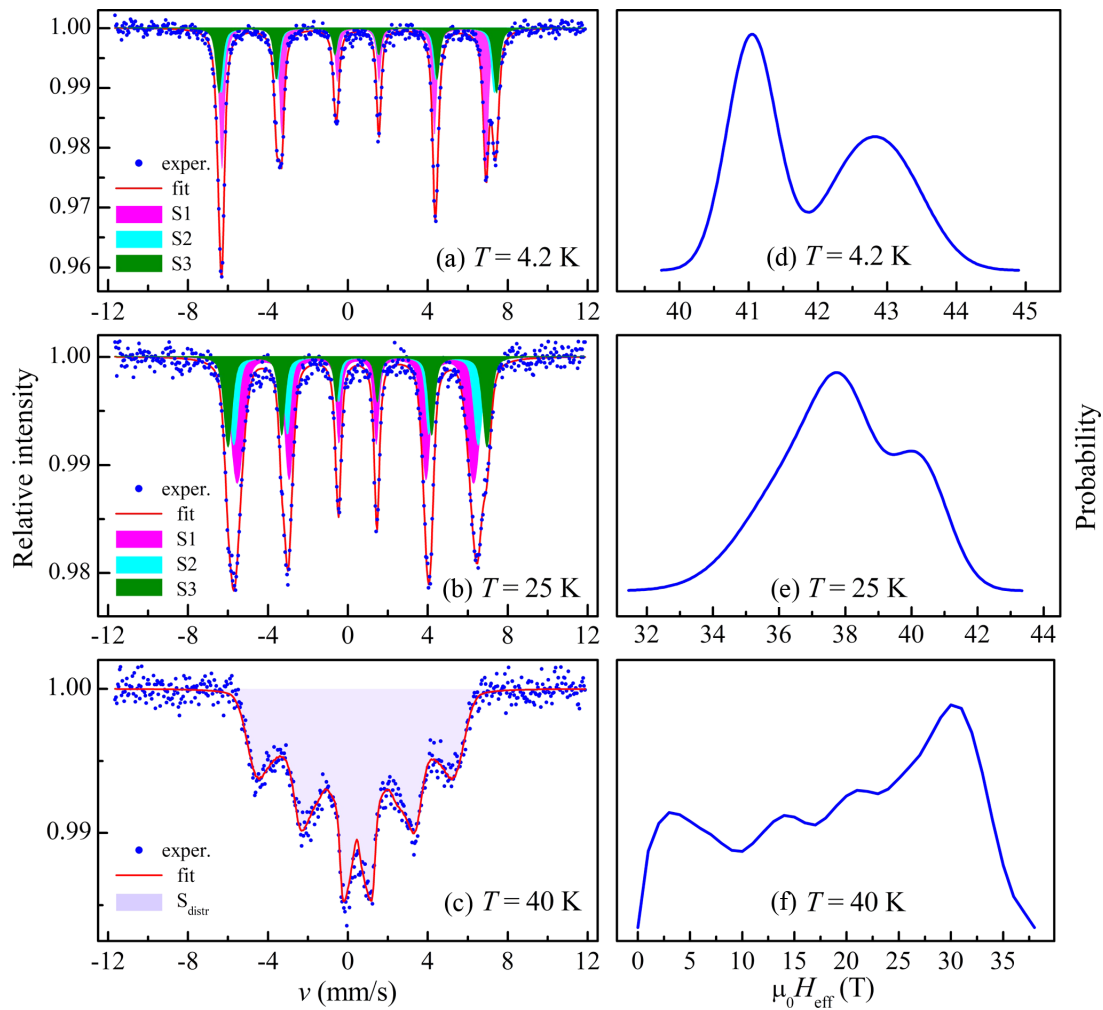 Relative intensity
1.00
0.99
0.98
0.97
0.96
exper.
fit
S1
S2
S3
(a) T = 4.2 K
-12 -8 -4 0 4 8 12
(d) T = 4.2 K
40 41 42 43 44 45
1.00
0.99
0.98
exper.
fit
S1
S2
S3
(b) T = 25 K
-12 -8 -4 0 4 8 12
(e) T = 25 K
32 34 36 38 40 42 44
Probability
1.00
0.99
exper.
fit
S_distr
(c) T = 40 K
-12 -8 -4 0 4 8 12
v (mm/s)
(f) T = 40 K
0 5 10 15 20 25 30 35
μ₀H_eff (T)